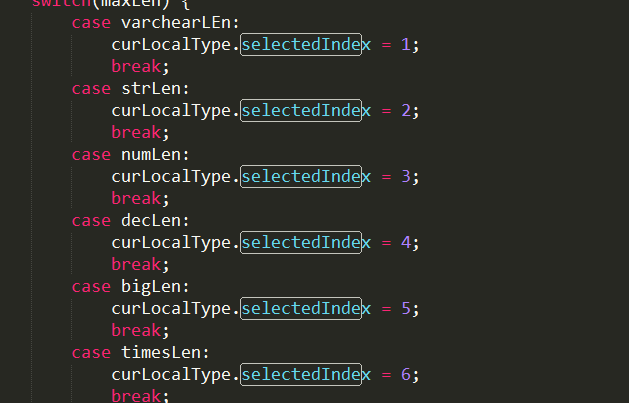 switch(maxLen) {
case varchearLEn:
curLocalType.selectedIndex = 1;
break;
case strLen:
curLocalType.selectedIndex = 2;
break;
case numLen:
curLocalType.selectedIndex = 3;
break;
case decLen:
curLocalType.selectedIndex = 4;
break;
case bigLen:
curLocalType.selectedIndex = 5;
break;
case timesLen:
curLocalType.selectedIndex = 6;
break;